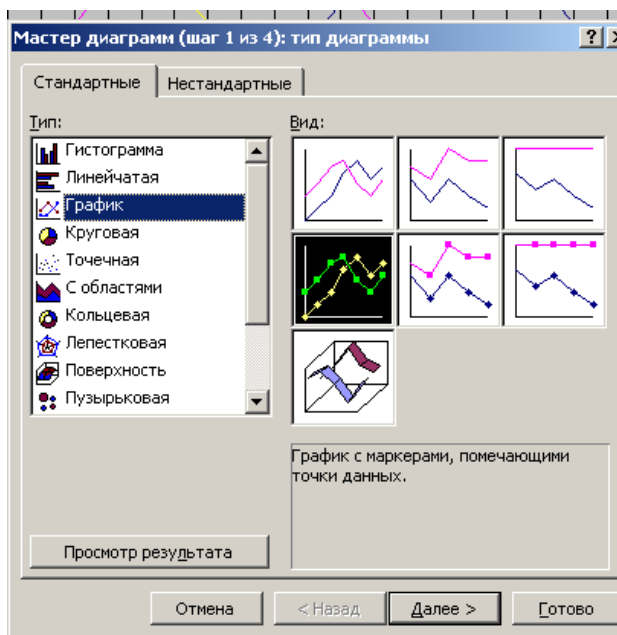 Мастер диаграмм (шаг 1 из 4): тип диаграммы
Стандартные
Нестандартные
Тип:
Вид:
Гистограмма
Линейчатая
График
Круговая
Точечная
С областями
Кольцевая
Лепестковая
Поверхность
Пузырьковая
График с маркерами, помечающими
точки данных.
Просмотр результата
Отмена
< Назад
Далее >
Готово